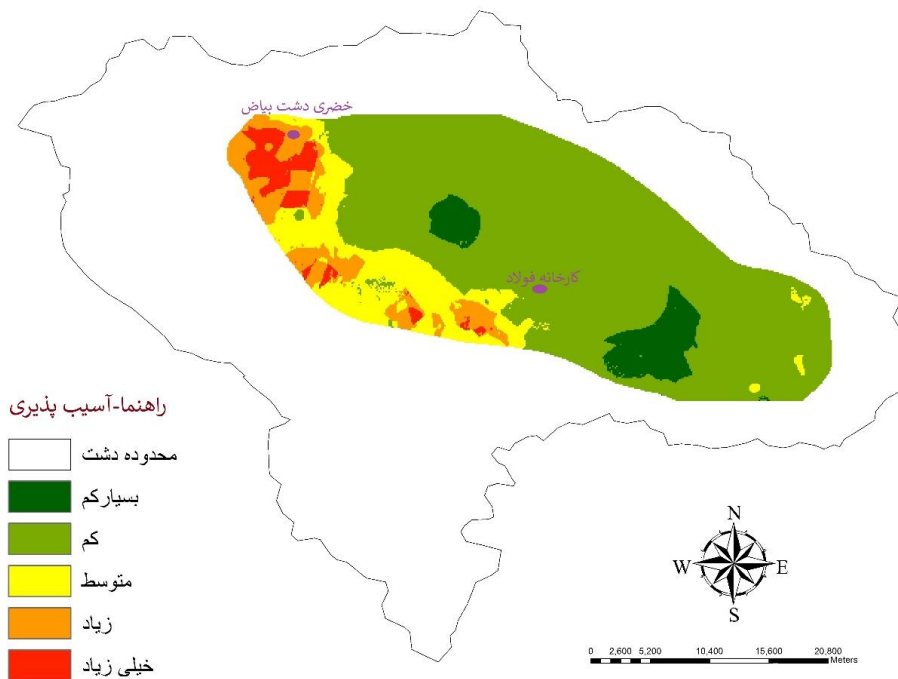 خضری دشت بیاض
کارخانه فولاد
راهنما-آسیب پذیری
محدوده دشت
بسیارکم
کم
متوسط
زیاد
خیلی زیاد
N
W E
S
0 2,600 5,200 10,400 15,600 20,800
Meters